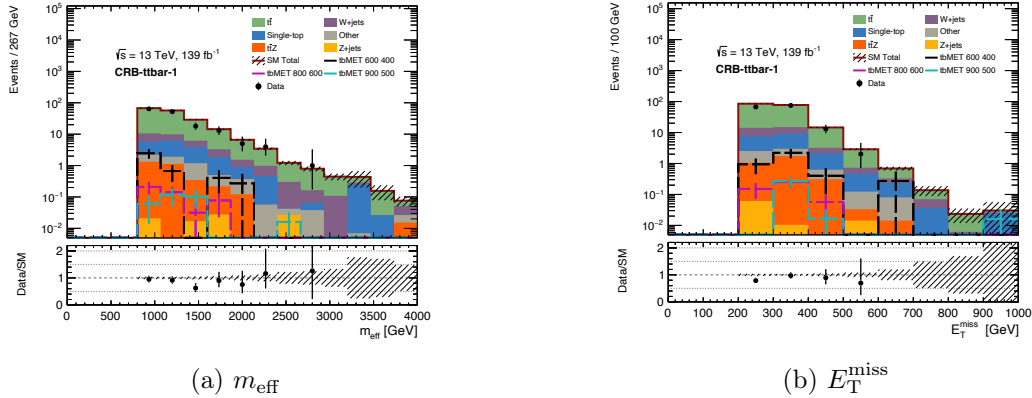 Events / 267 GeV
10⁵
10⁴
10³
10²
10
1
10⁻¹
10⁻²
√s = 13 TeV, 139 fb⁻¹
CRB-ttbar-1
tt̄
W+jets
Single-top
Other
tt̄Z
Z+jets
SM Total
tbMET 600 400
tbMET 800 600
tbMET 900 500
Data
Data/SM
2
1
0
0 500 1000 1500 2000 2500 3000 3500 4000
m_eff [GeV]
(a) m_eff
Events / 100 GeV
10⁵
10⁴
10³
10²
10
1
10⁻¹
10⁻²
√s = 13 TeV, 139 fb⁻¹
CRB-ttbar-1
tt̄
W+jets
Single-top
Other
tt̄Z
Z+jets
SM Total
tbMET 600 400
tbMET 800 600
tbMET 900 500
Data
Data/SM
2
1
0
0 100 200 300 400 500 600 700 800 900 1000
E_T^miss [GeV]
(b) E_T^miss